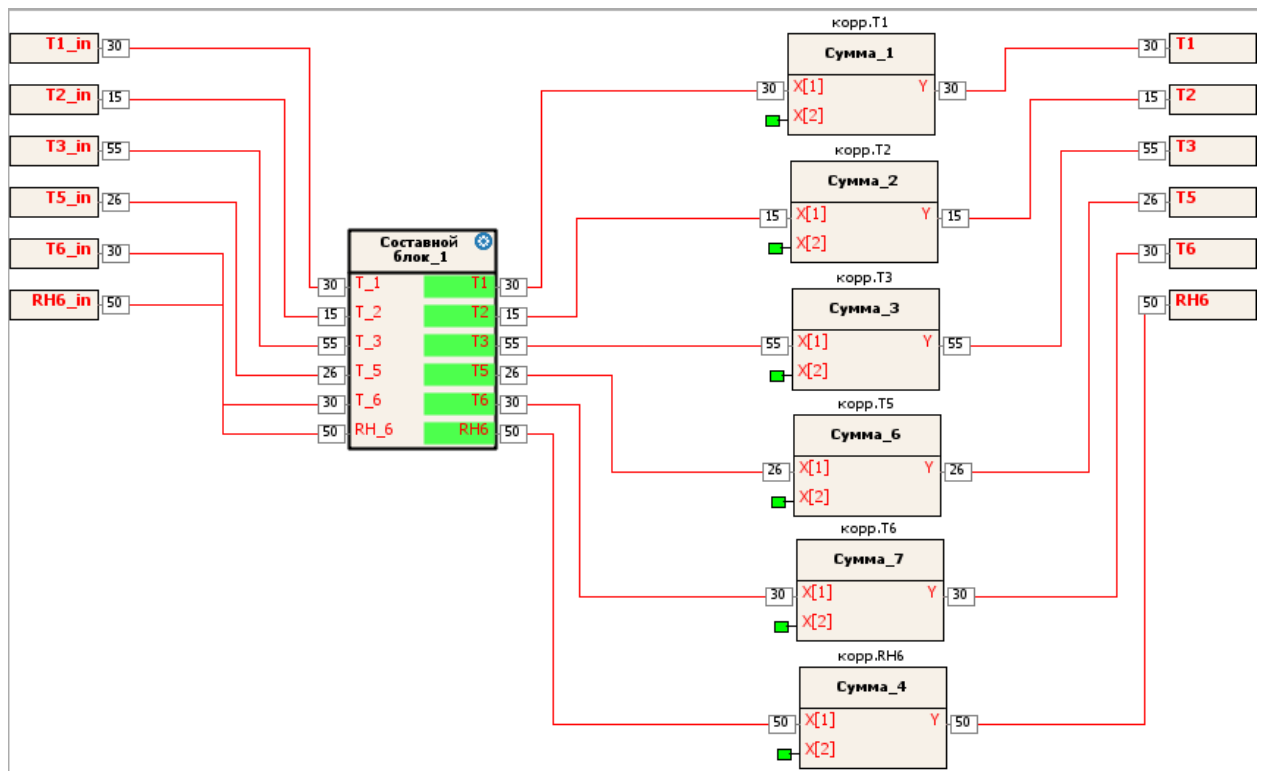 T1_in 30
T2_in 15
T3_in 55
T5_in 26
T6_in 30
RH6_in 50
Составной
блок_1
30 T_1 T1 30
15 T_2 T2 15
55 T_3 T3 55
26 T_5 T5 26
30 T_6 T6 30
50 RH_6 RH6 50
корр.T1
Сумма_1
30 X[1] Y 30
X[2]
корр.T2
Сумма_2
15 X[1] Y 15
X[2]
корр.T3
Сумма_3
55 X[1] Y 55
X[2]
корр.T5
Сумма_6
26 X[1] Y 26
X[2]
корр.T6
Сумма_7
30 X[1] Y 30
X[2]
корр.RH6
Сумма_4
50 X[1] Y 50
X[2]
30 T1
15 T2
55 T3
26 T5
30 T6
50 RH6